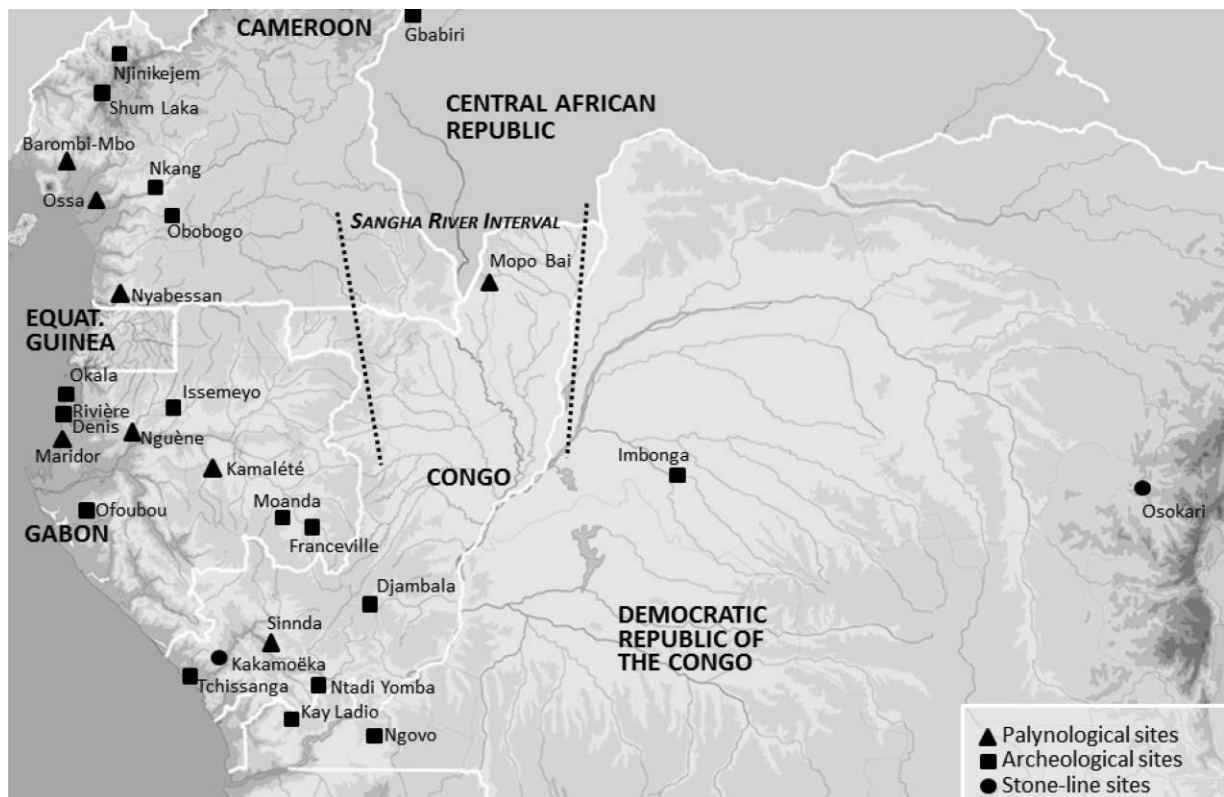 CAMEROON
Gbabiri
Njinikejem
Shum Laka
CENTRAL AFRICAN
REPUBLIC
Barombi-Mbo
Nkang
Ossa
Obobogo
SANGHA RIVER INTERVAL
Mopo Bai
Nyabessan
EQUAT.
GUINEA
Okala
Issemeyo
Rivière
Denis
Nguène
Maridor
Kamalété
CONGO
Imbonga
Moanda
Osokari
Ofoubou
GABON
Franceville
Djambala
DEMOCRATIC
REPUBLIC OF
THE CONGO
Sinnda
Kakamoëka
Tchissanga
Ntadi Yomba
Kay Ladio
Ngovo
Palynological sites
Archeological sites
Stone-line sites